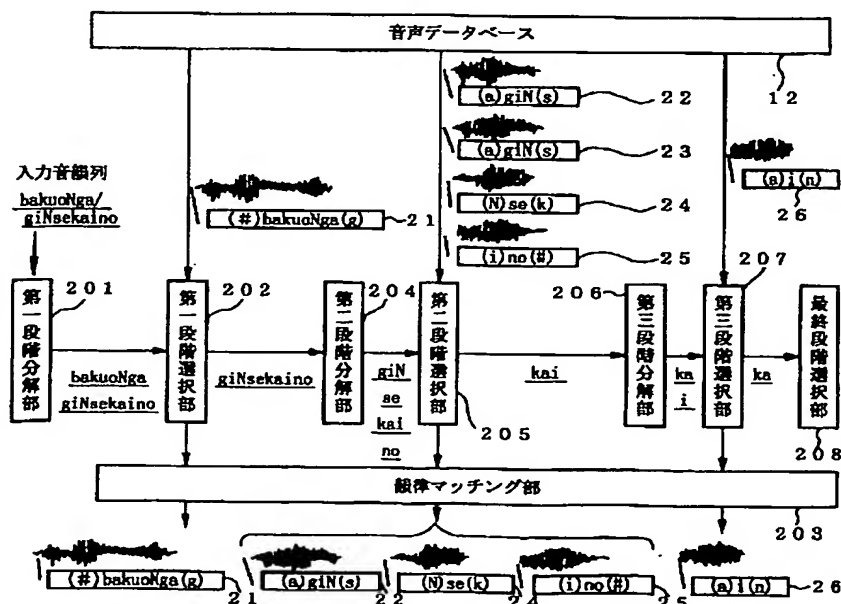 音声データベース
12
(a)giN(s)
22
(a)giN(s)
23
(N)se(k)
24
(i)no(#)
25
(#)bakuoNga(g)
21
(a)i(n)
26
入力音韻列
bakuoNga/
giNsekaino
201
第一段階分解部
202
第一段階選択部
204
第二段階分解部
第二段階選択部
205
206
第三段階分解部
207
第三段階選択部
最終段階選択部
208
bakuoNga
giNsekaino
giNsekaino
giN
se
kai
no
kai
ka
i
ka
韻律マッチング部
203
(#)bakuoNga(g)
21
(a)giN(s)
22
(N)se(k)
24
(i)no(#)
25
(a)i(n)
26